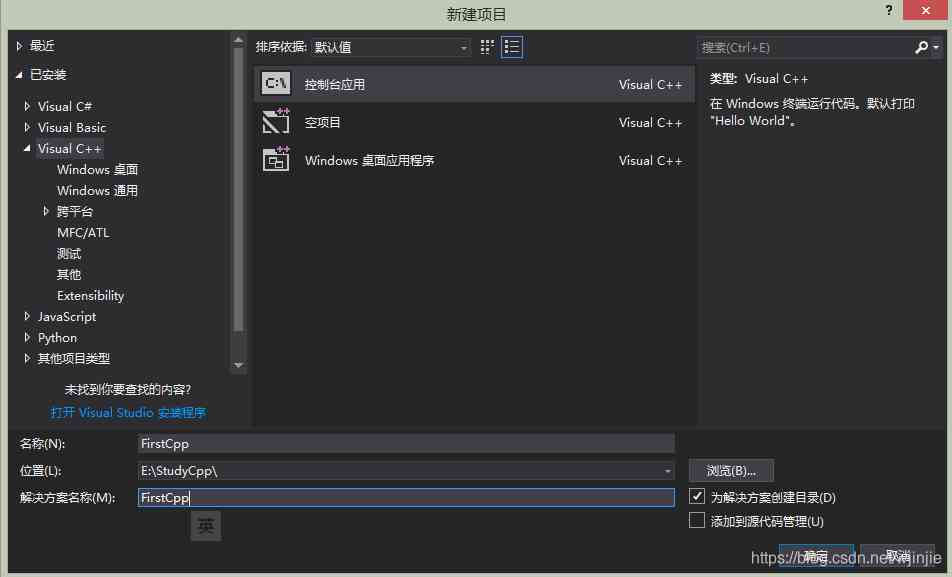 新建项目
?
最近
已安装
Visual C#
Visual Basic
Visual C++
Windows 桌面
Windows 通用
跨平台
MFC/ATL
测试
其他
Extensibility
JavaScript
Python
其他项目类型
未找到你要查找的内容?
打开 Visual Studio 安装程序
排序依据: 默认值
C:\ 控制台应用 Visual C++
空项目 Visual C++
Windows 桌面应用程序 Visual C++
搜索(Ctrl+E)
类型: Visual C++
在 Windows 终端运行代码。默认打印
"Hello World"。
名称(N): FirstCpp
位置(L): E:\StudyCpp\ 浏览(B)...
解决方案名称(M): FirstCpp
为解决方案创建目录(D)
添加到源代码管理(U)
英
确定 取消